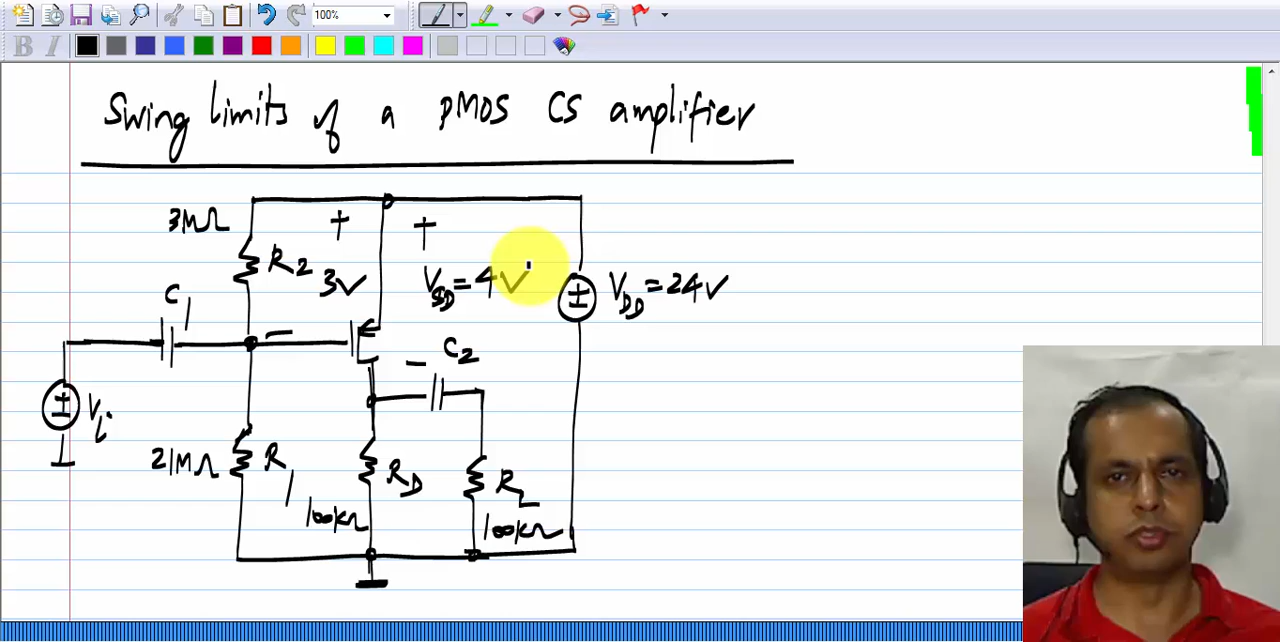 100%
B I
Swing limits of a pMOS CS amplifier
3MΩ + +
R2 3V VSD=4V VDD=24V
C1
− − C2
Vi
21MΩ R1 RD RL
100kΩ 100kΩ